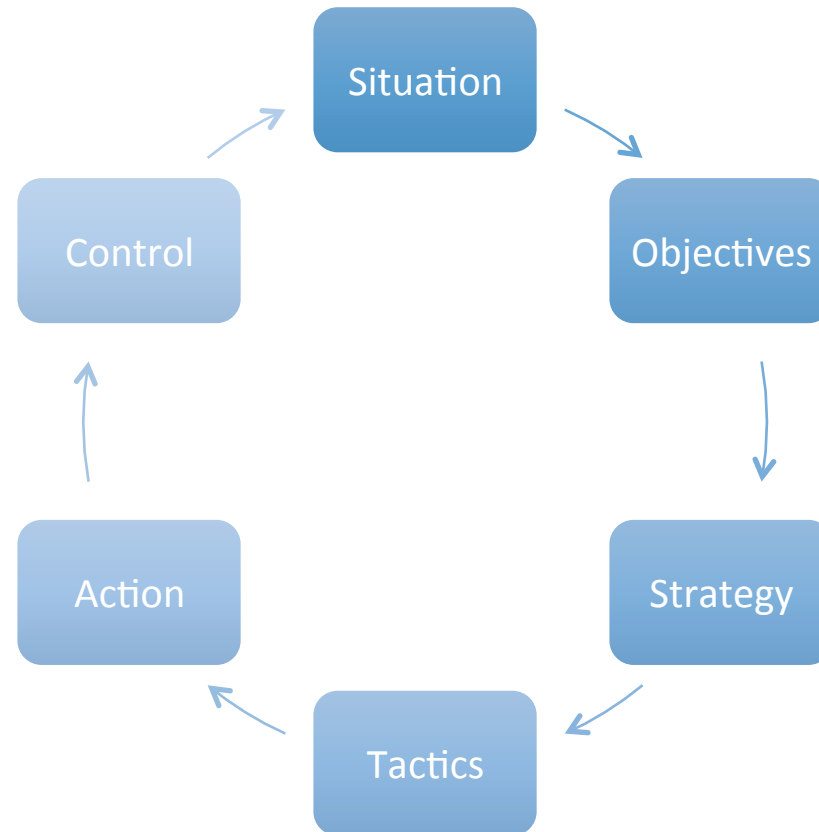 Situation
Objectives
Strategy
Tactics
Action
Control